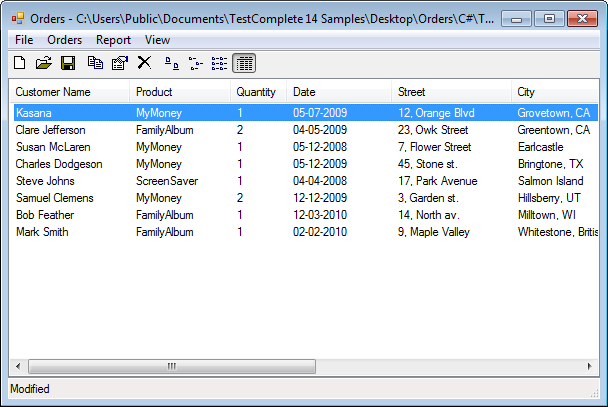 Orders - C:\Users\Public\Documents\TestComplete 14 Samples\Desktop\Orders\C#\T...
File Orders Report View
Customer Name Product Quantity Date Street City
Kasana MyMoney 1 05-07-2009 12, Orange Blvd Grovetown, CA
Clare Jefferson FamilyAlbum 2 04-05-2009 23, Owk Street Greentown, CA
Susan McLaren MyMoney 1 05-12-2008 7, Flower Street Earlcastle
Charles Dodgeson MyMoney 1 05-12-2009 45, Stone st. Bringtone, TX
Steve Johns ScreenSaver 1 04-04-2008 17, Park Avenue Salmon Island
Samuel Clemens MyMoney 2 12-12-2009 3, Garden st. Hillsberry, UT
Bob Feather FamilyAlbum 1 12-03-2010 14, North av. Milltown, WI
Mark Smith FamilyAlbum 1 02-02-2010 9, Maple Valley Whitestone, Britis
Modified